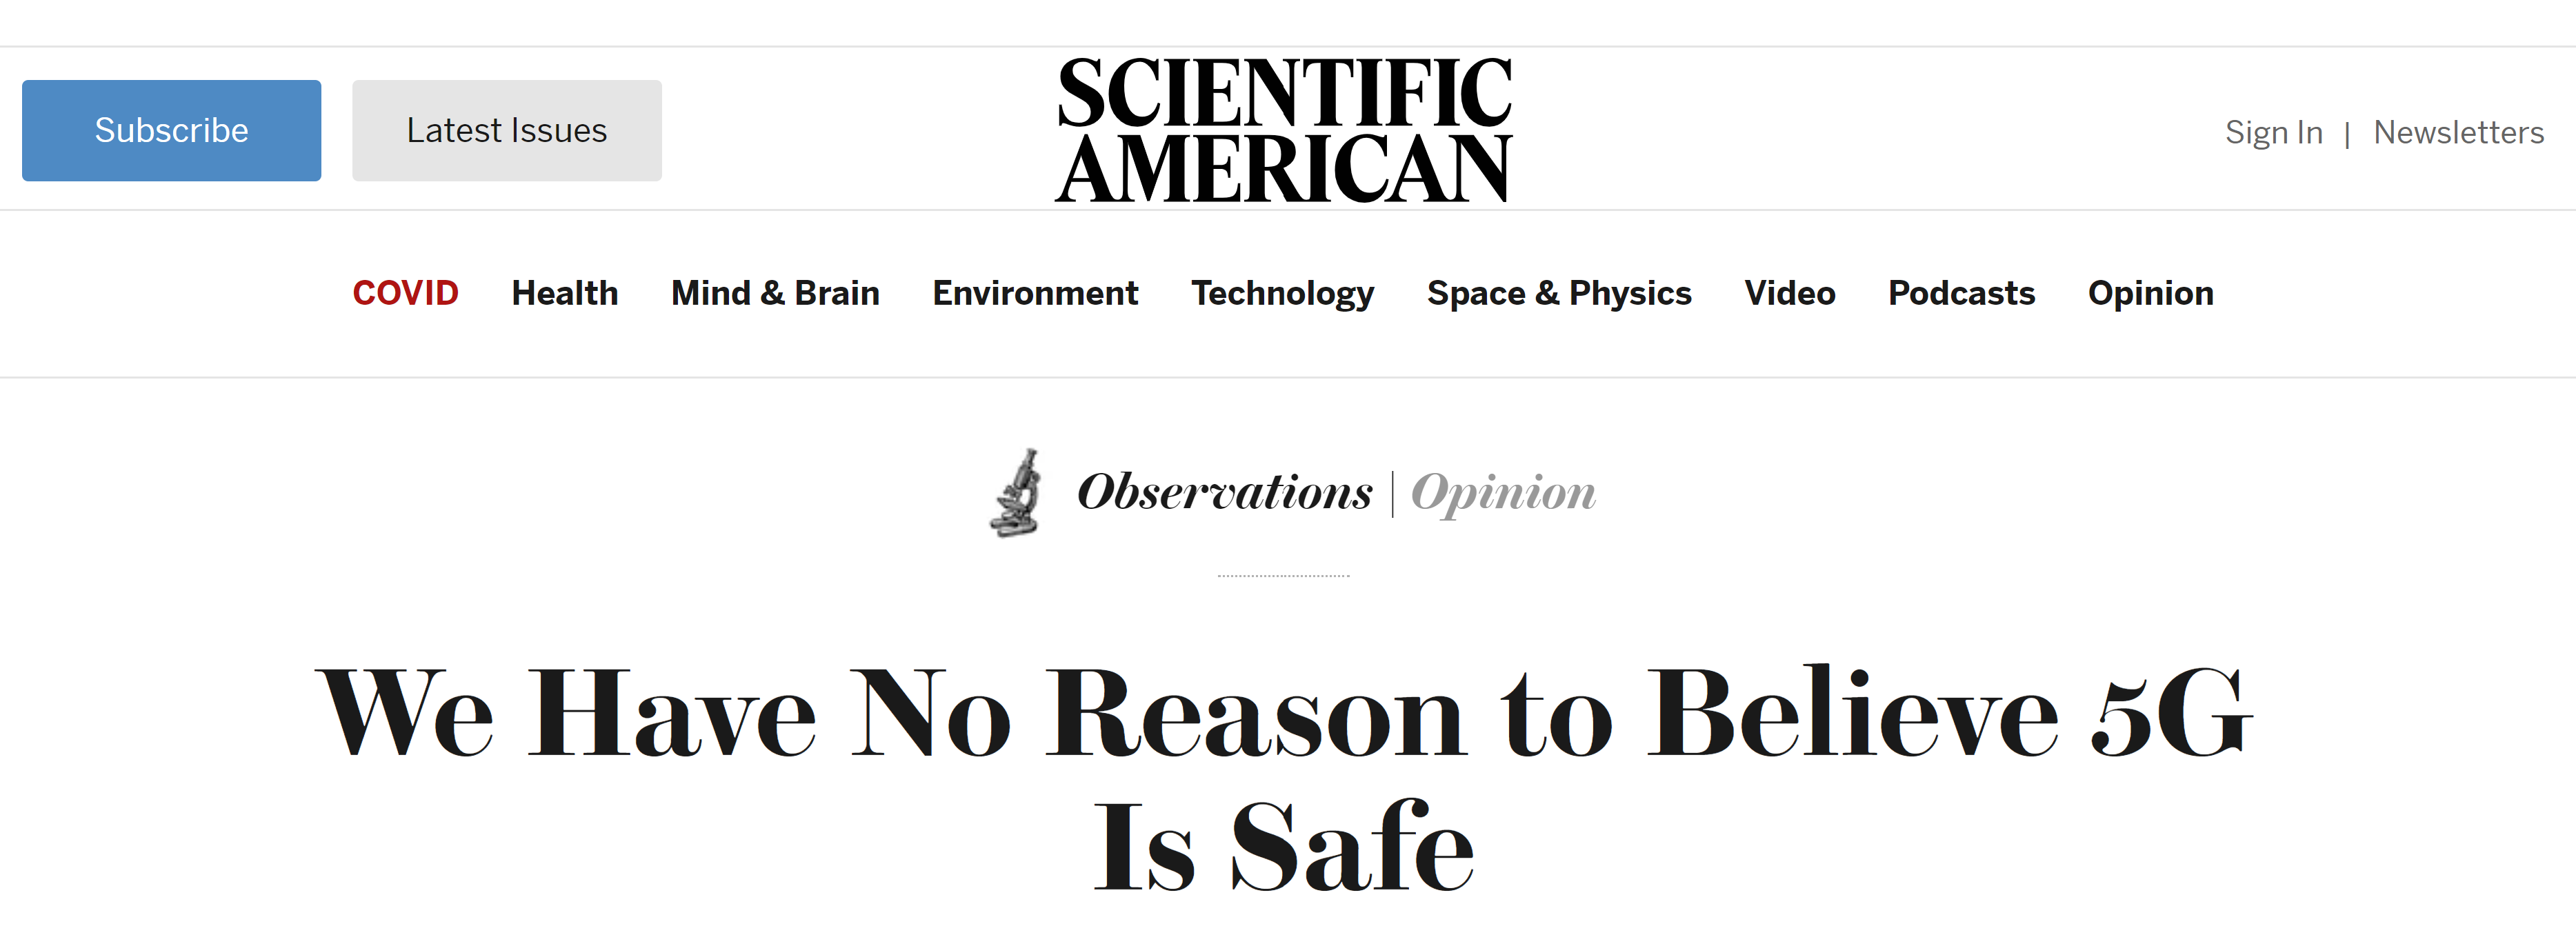 Subscribe
Latest Issues
SCIENTIFIC
AMERICAN
Sign In | Newsletters
COVID Health Mind & Brain Environment Technology Space & Physics Video Podcasts Opinion
Observations | Opinion
We Have No Reason to Believe 5G
Is Safe